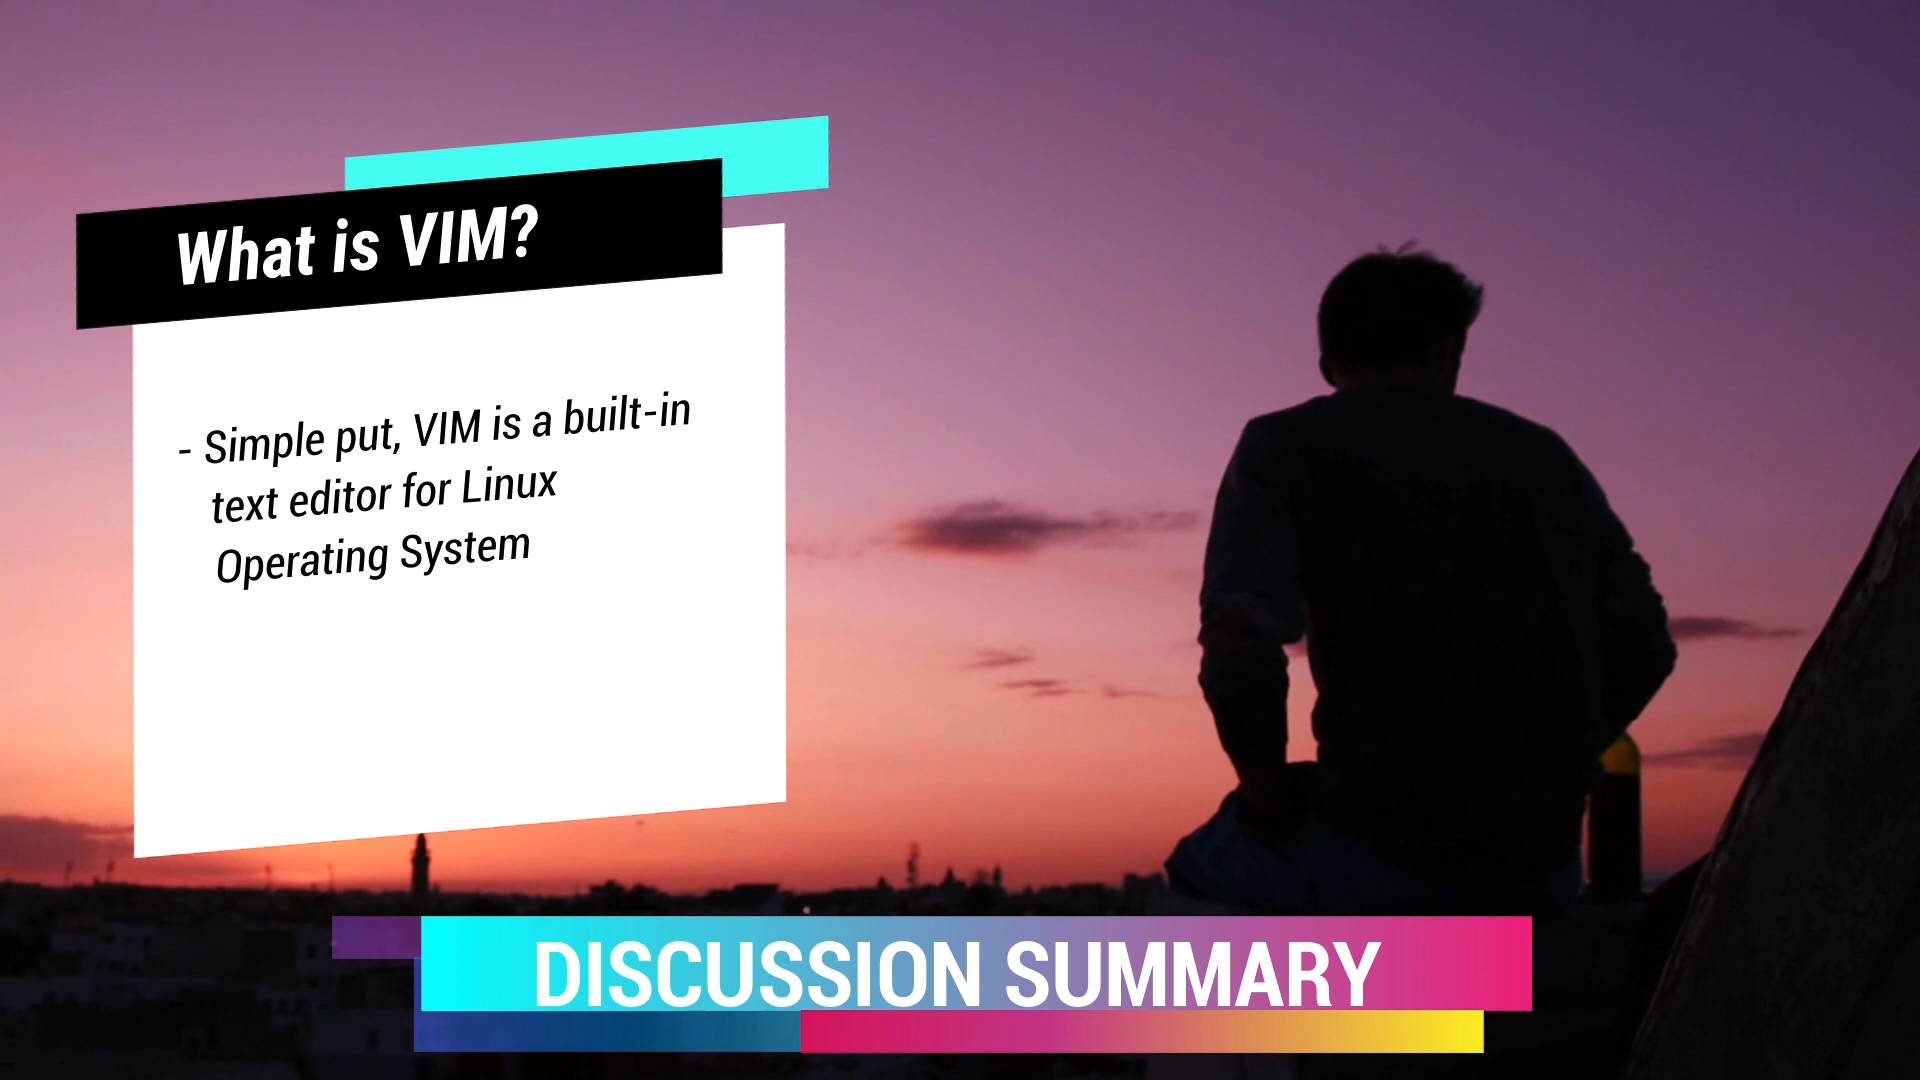 What is VIM?
- Simple put, VIM is a built-in
text editor for Linux
Operating System
DISCUSSION SUMMARY